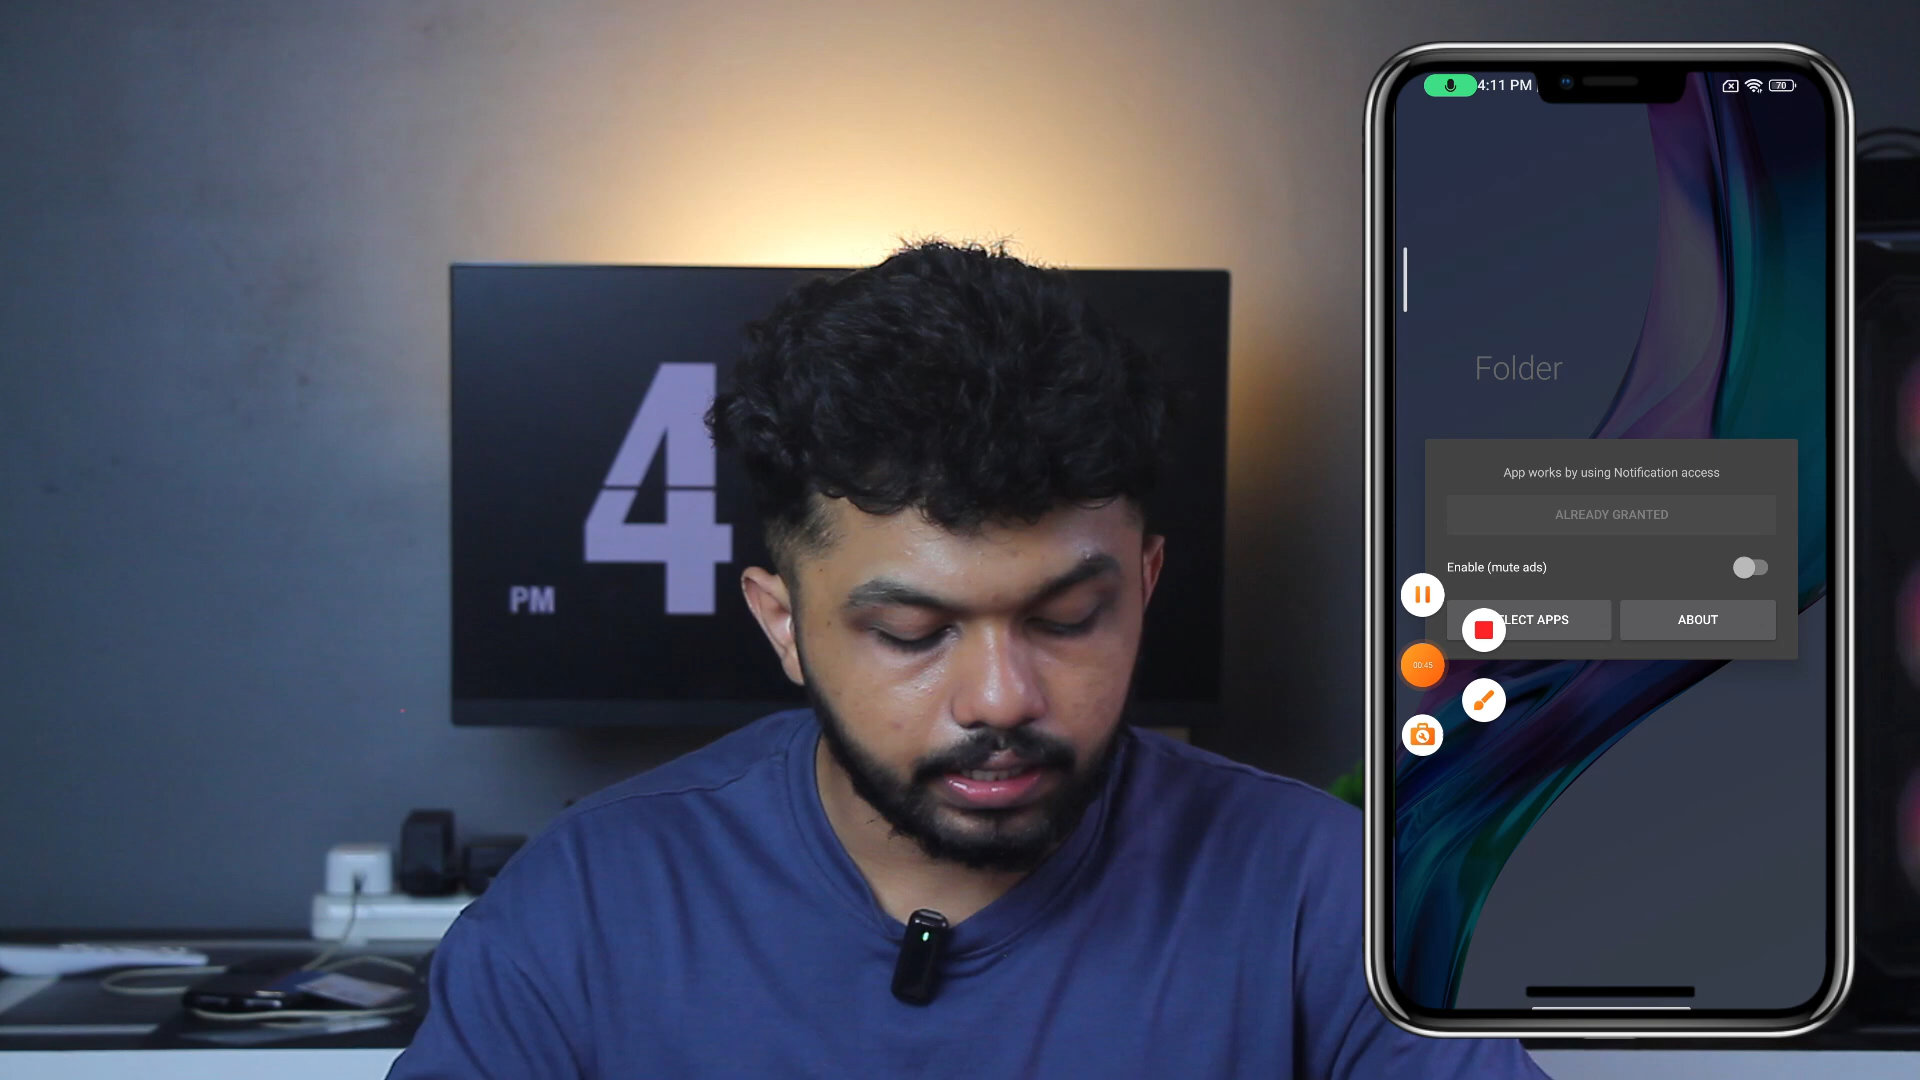 4
PM
4:11 PM
70
Folder
App works by using Notification access
ALREADY GRANTED
Enable (mute ads)
LECT APPS
ABOUT
00:45